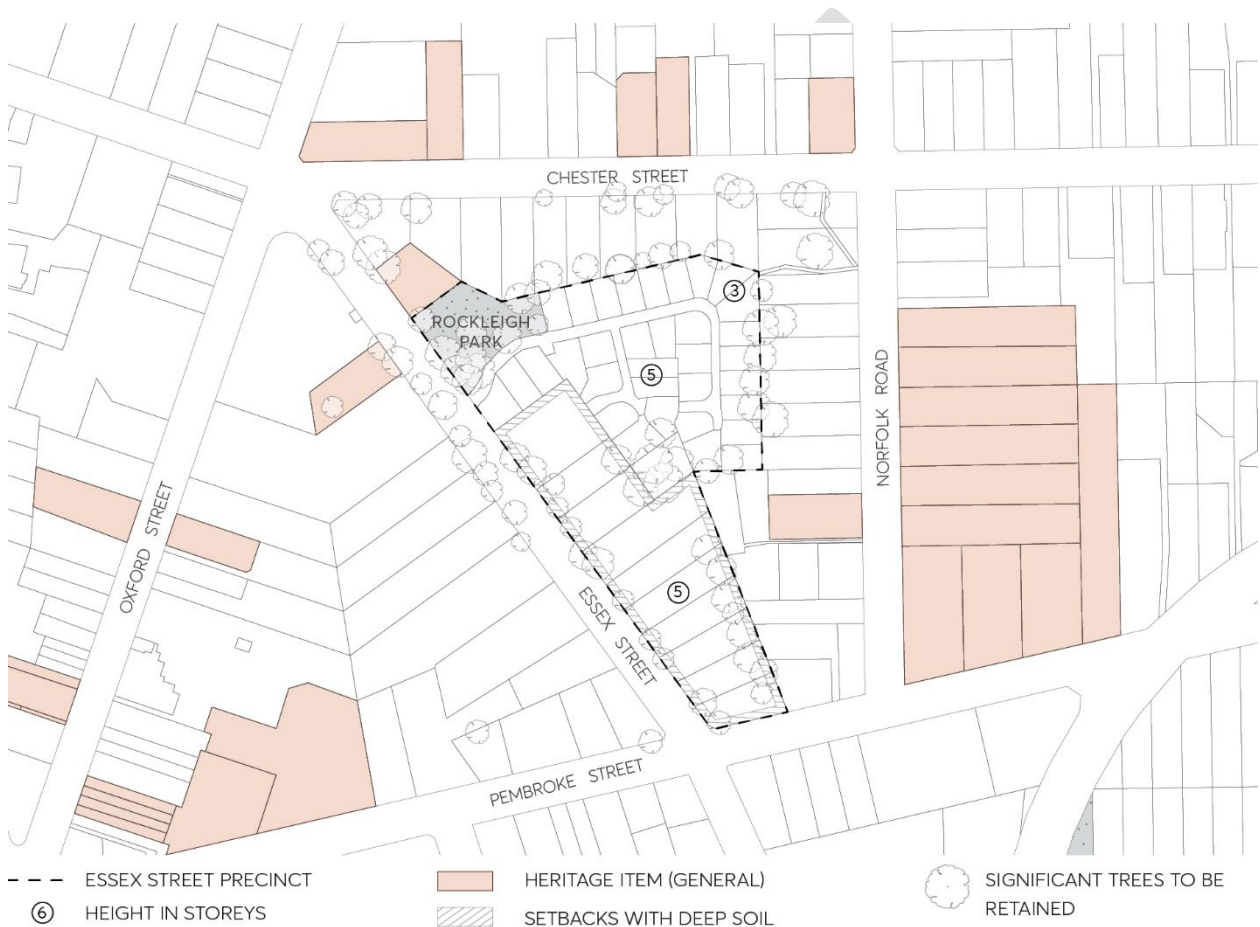 CHESTER STREET
ROCKLEIGH
PARK
3
5
NORFOLK ROAD
OXFORD STREET
5
ESSEX STREET
PEMBROKE STREET
ESSEX STREET PRECINCT
HERITAGE ITEM (GENERAL)
SIGNIFICANT TREES TO BE
RETAINED
6 HEIGHT IN STOREYS
SETBACKS WITH DEEP SOIL